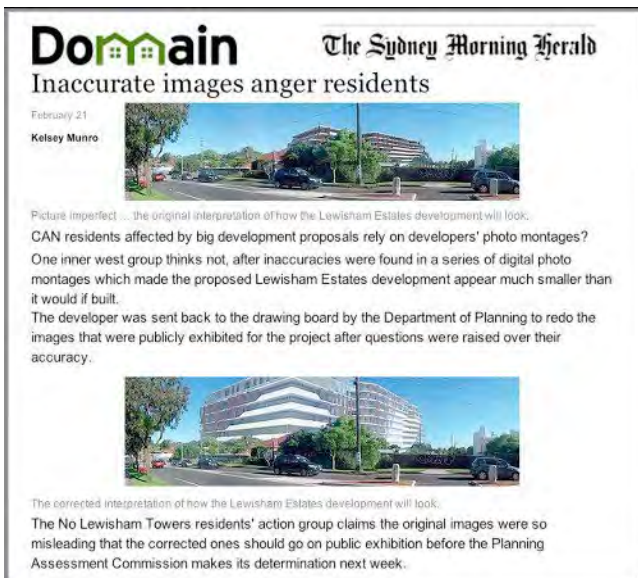 Domain
The Sydney Morning Herald
Inaccurate images anger residents
February 21
Kelsey Munro
Picture imperfect ... the original interpretation of how the Lewisham Estates development will look.
CAN residents affected by big development proposals rely on developers' photo montages?
One inner west group thinks not, after inaccuracies were found in a series of digital photo
montages which made the proposed Lewisham Estates development appear much smaller than
it would if built.
The developer was sent back to the drawing board by the Department of Planning to redo the
images that were publicly exhibited for the project after questions were raised over their
accuracy.
The corrected interpretation of how the Lewisham Estates development will look.
The No Lewisham Towers residents' action group claims the original images were so
misleading that the corrected ones should go on public exhibition before the Planning
Assessment Commission makes its determination next week.